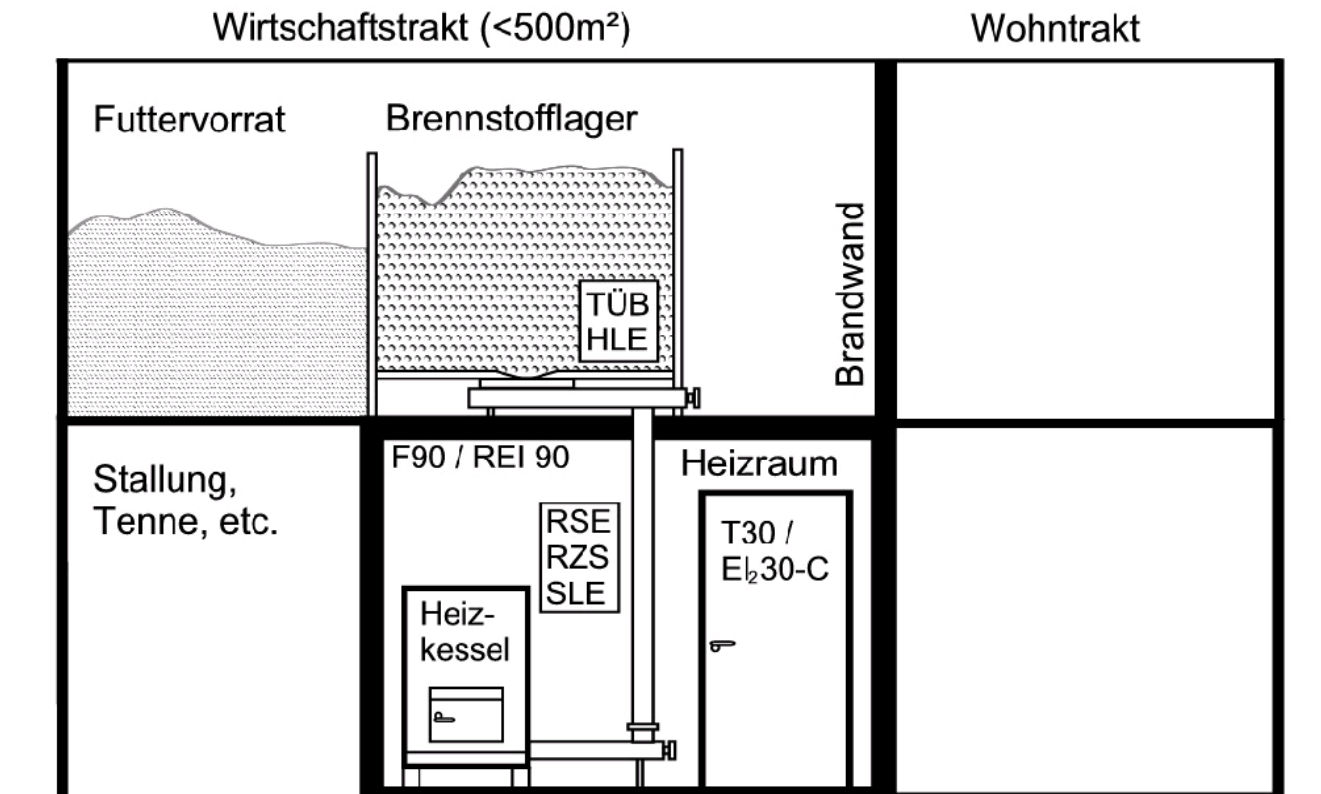 Wirtschaftstrakt (<500m²)
Wohntrakt
Futtervorrat
Brennstofflager
TÜB
HLE
Brandwand
Stallung,
Tenne, etc.
F90 / REI 90
Heizraum
RSE
RZS
SLE
T30 /
EI₂30-C
Heiz-
kessel